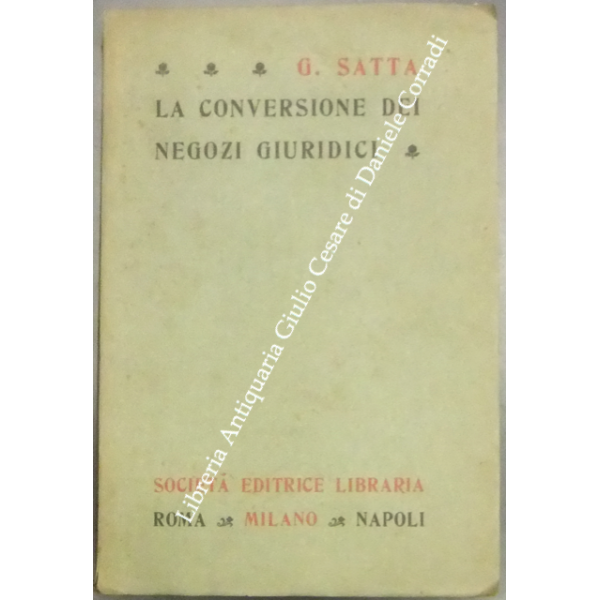 G. SATTA
LA CONVERSIONE DEI
NEGOZI GIURIDICI
SOCIETÀ EDITRICE LIBRARIA
ROMA MILANO NAPOLI
Libreria Antiquaria Giulio Cesare di Daniele Corradi